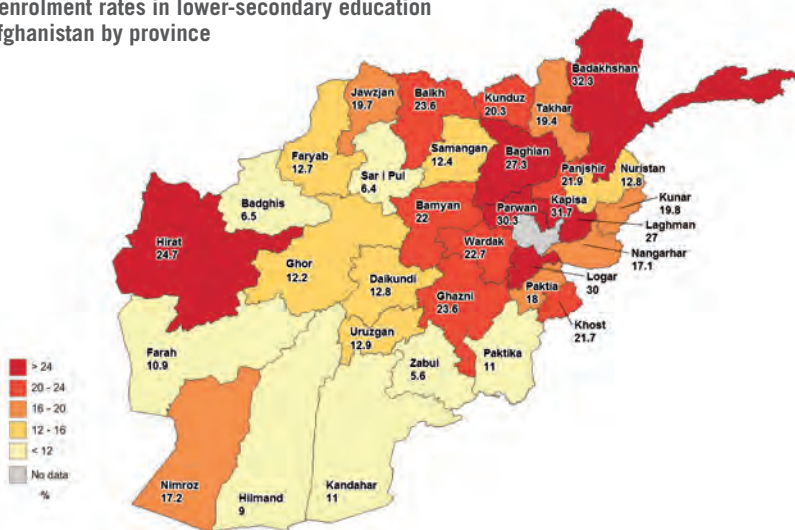 enrolment rates in lower-secondary education
fghanistan by province
Badakhshan
32.3
Jawzjan
19.7
Balkh
23.6
Kunduz
20.3
Takhar
19.4
Faryab
12.7
Sar I Pul
6.4
Samangan
12.4
Baghlan
27.3
Panjshir
21.9
Nuristan
12.8
Kunar
19.8
Badghis
6.5
Bamyan
22
Parwan
30.3
Kapisa
31.7
Laghman
27
Hirat
24.7
Wardak
22.7
Nangarhar
17.1
Ghor
12.2
Daikundi
12.8
Logar
30
Ghazni
23.6
Paktia
18
Khost
21.7
Uruzgan
12.9
Farah
10.9
Zabul
5.6
Paktika
11
> 24
20 - 24
16 - 20
12 - 16
< 12
No data
%
Nimroz
17.2
Hilmand
9
Kandahar
11